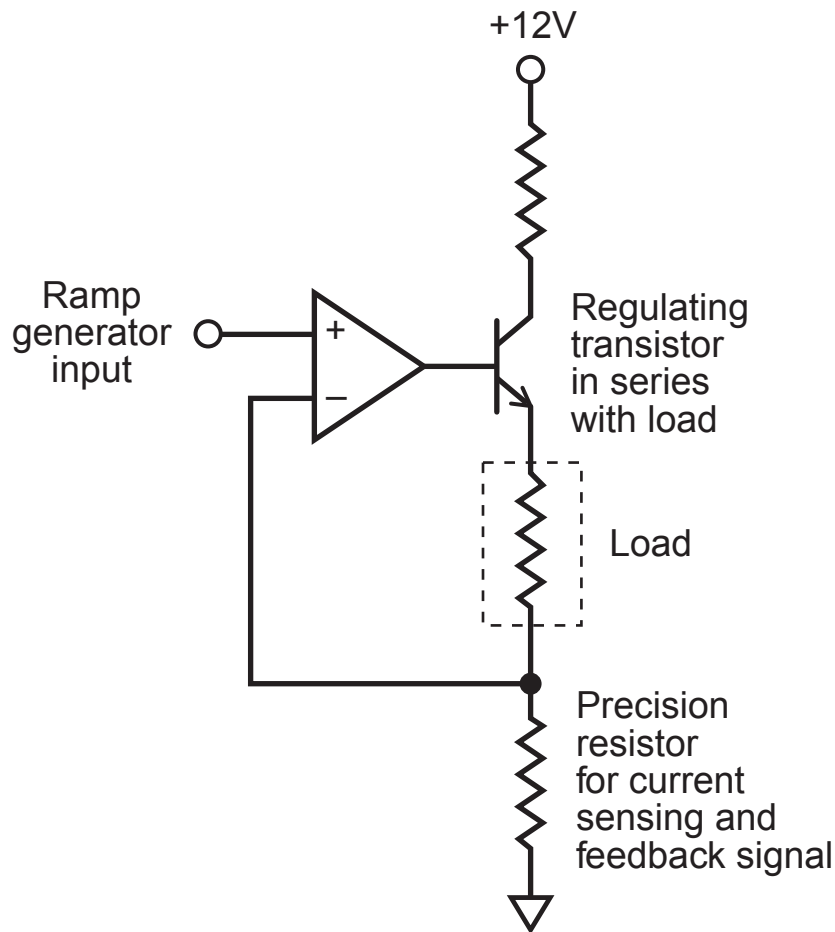 +12V
Ramp
generator
input
+
–
Regulating
transistor
in series
with load
Load
Precision
resistor
for current
sensing and
feedback signal